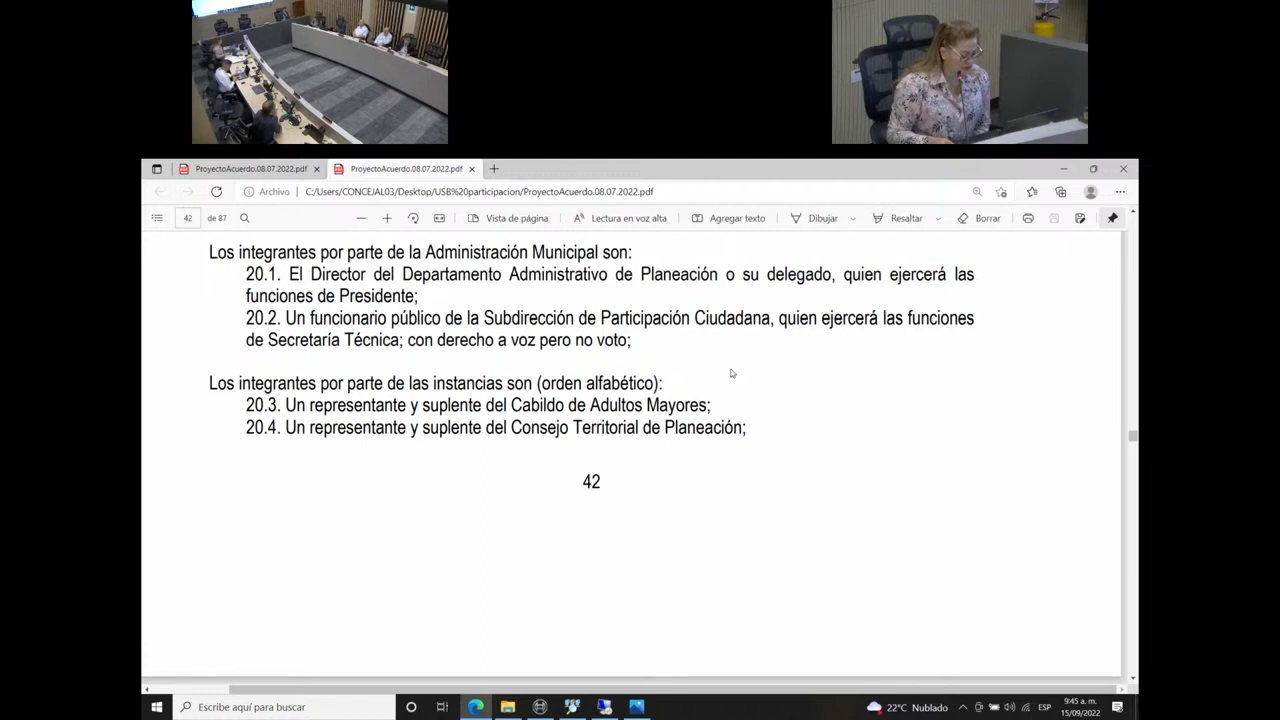 ProyectoAcuerdo.08.07.2022.pdf
ProyectoAcuerdo.08.07.2022.pdf
Archivo C:/Users/CONCEJAL03/Desktop/USB%20participacion/ProyectoAcuerdo.08.07.2022.pdf
42 de 87 Vista de página Lectura en voz alta Agregar texto Dibujar Resaltar Borrar
Los integrantes por parte de la Administración Municipal son:
20.1. El Director del Departamento Administrativo de Planeación o su delegado, quien ejercerá las
funciones de Presidente;
20.2. Un funcionario público de la Subdirección de Participación Ciudadana, quien ejercerá las funciones
de Secretaría Técnica; con derecho a voz pero no voto;
Los integrantes por parte de las instancias son (orden alfabético):
20.3. Un representante y suplente del Cabildo de Adultos Mayores;
20.4. Un representante y suplente del Consejo Territorial de Planeación;
42
Escribe aquí para buscar
22°C Nublado
ESP
9:45 a. m.
15/09/2022